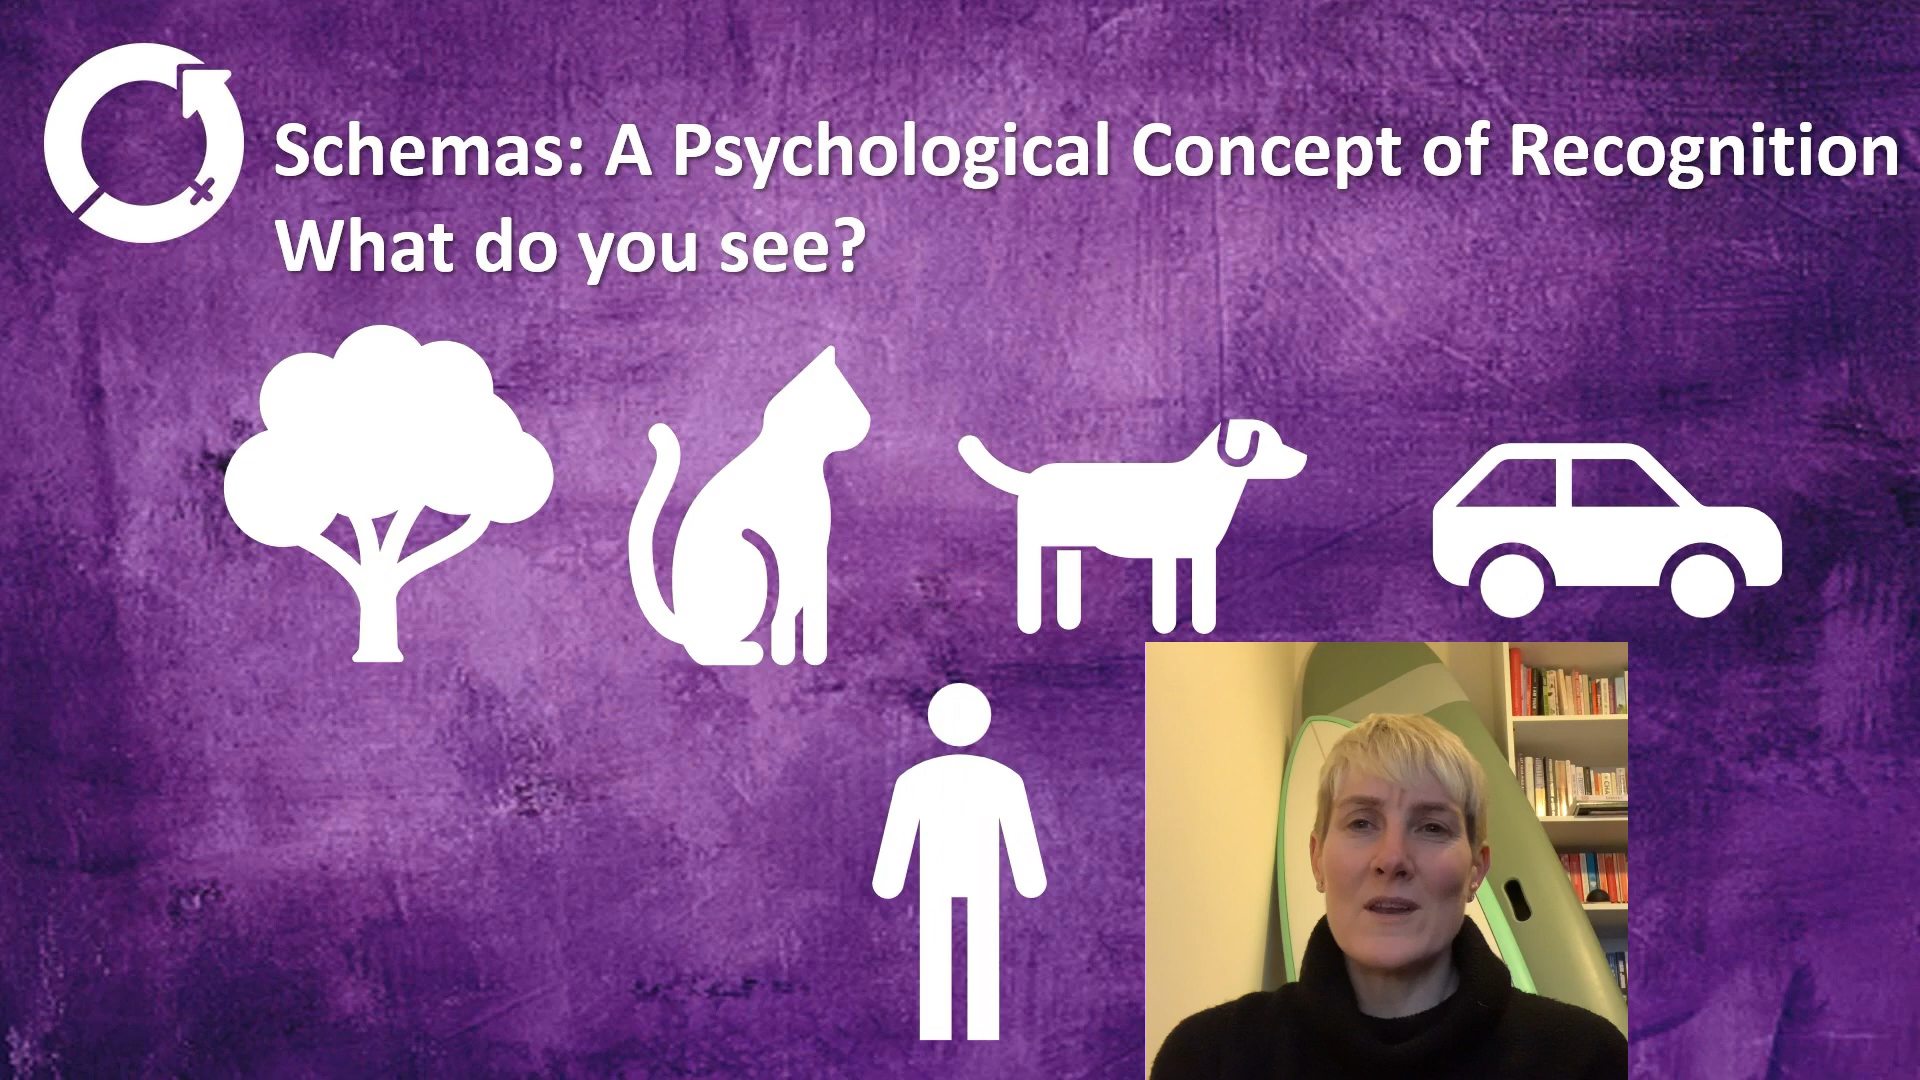 Schemas: A Psychological Concept of Recognition
What do you see?